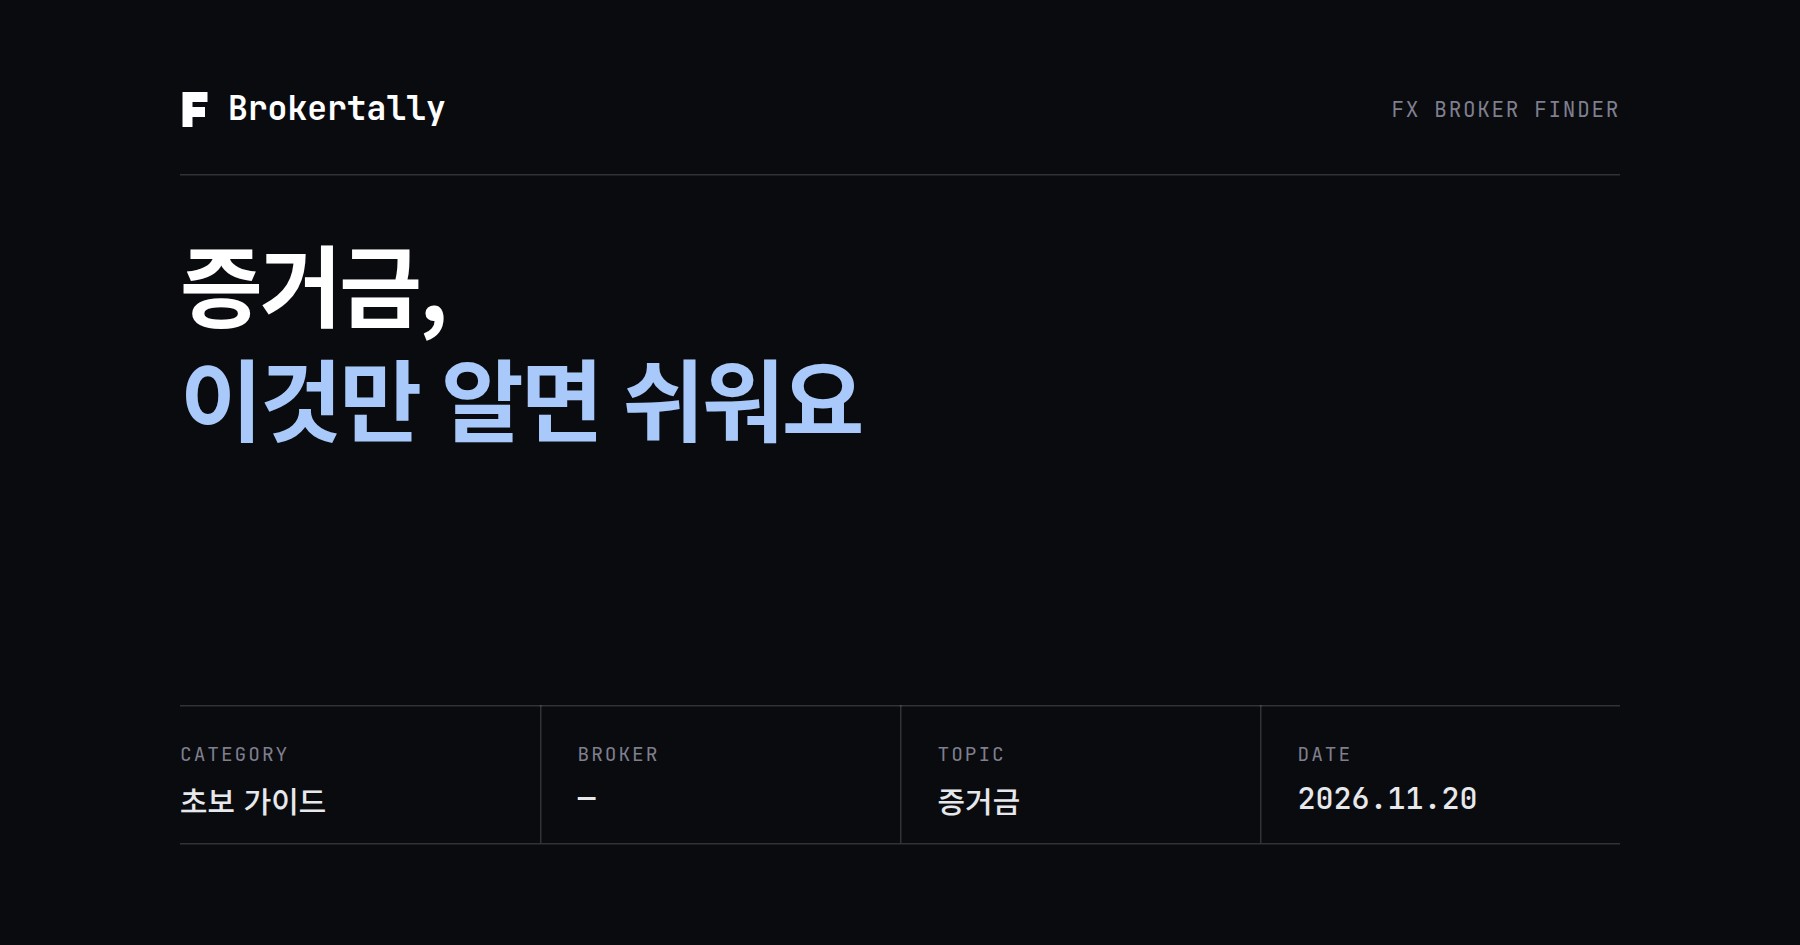 Brokertally
FX BROKER FINDER
증거금,
이것만 알면 쉬워요
CATEGORY
초보 가이드
BROKER
—
TOPIC
증거금
DATE
2026.11.20